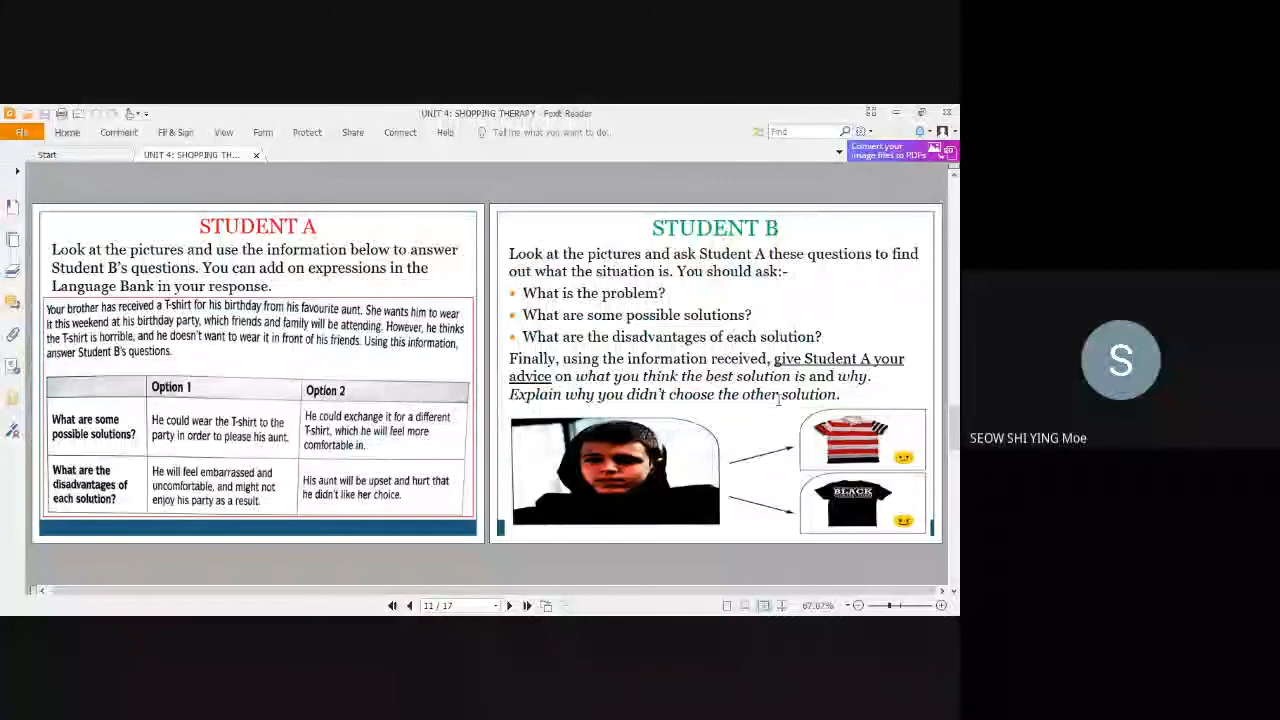 UNIT 4: SHOPPING THERAPY - Foxit Reader
File
Home
Comment
Fill & Sign
View
Form
Protect
Share
Connect
Help
Tell me what you want to do..
Find
Start
UNIT 4: SHOPPING TH...
Convert your
image files to PDFs
STUDENT A
Look at the pictures and use the information below to answer
Student B's questions. You can add on expressions in the
Language Bank in your response.
Your brother has received a T-shirt for his birthday from his favourite aunt. She wants him to wear
it this weekend at his birthday party, which friends and family will be attending. However, he thinks
the T-shirt is horrible, and he doesn't want to wear it in front of his friends. Using this information,
answer Student B's questions.
Option 1
Option 2
What are some
possible solutions?
He could wear the T-shirt to the
party in order to please his aunt.
He could exchange it for a different
T-shirt, which he will feel more
comfortable in.
What are the
disadvantages of
each solution?
He will feel embarrassed and
uncomfortable, and might not
enjoy his party as a result.
His aunt will be upset and hurt that
he didn't like her choice.
STUDENT B
Look at the pictures and ask Student A these questions to find
out what the situation is. You should ask:-
• What is the problem?
• What are some possible solutions?
• What are the disadvantages of each solution?
Finally, using the information received, give Student A your
advice on what you think the best solution is and why.
Explain why you didn't choose the other solution.
BLACK
11 / 17
67.07%
S
SEOW SHI YING Moe